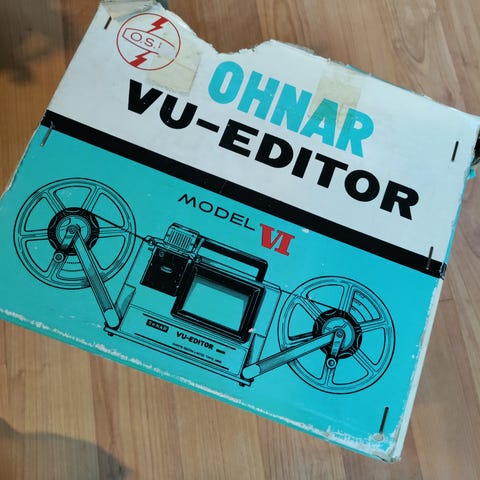 O.S.
OHNAR
VU-EDITOR
MODEL VI
OHNAR
VU-EDITOR